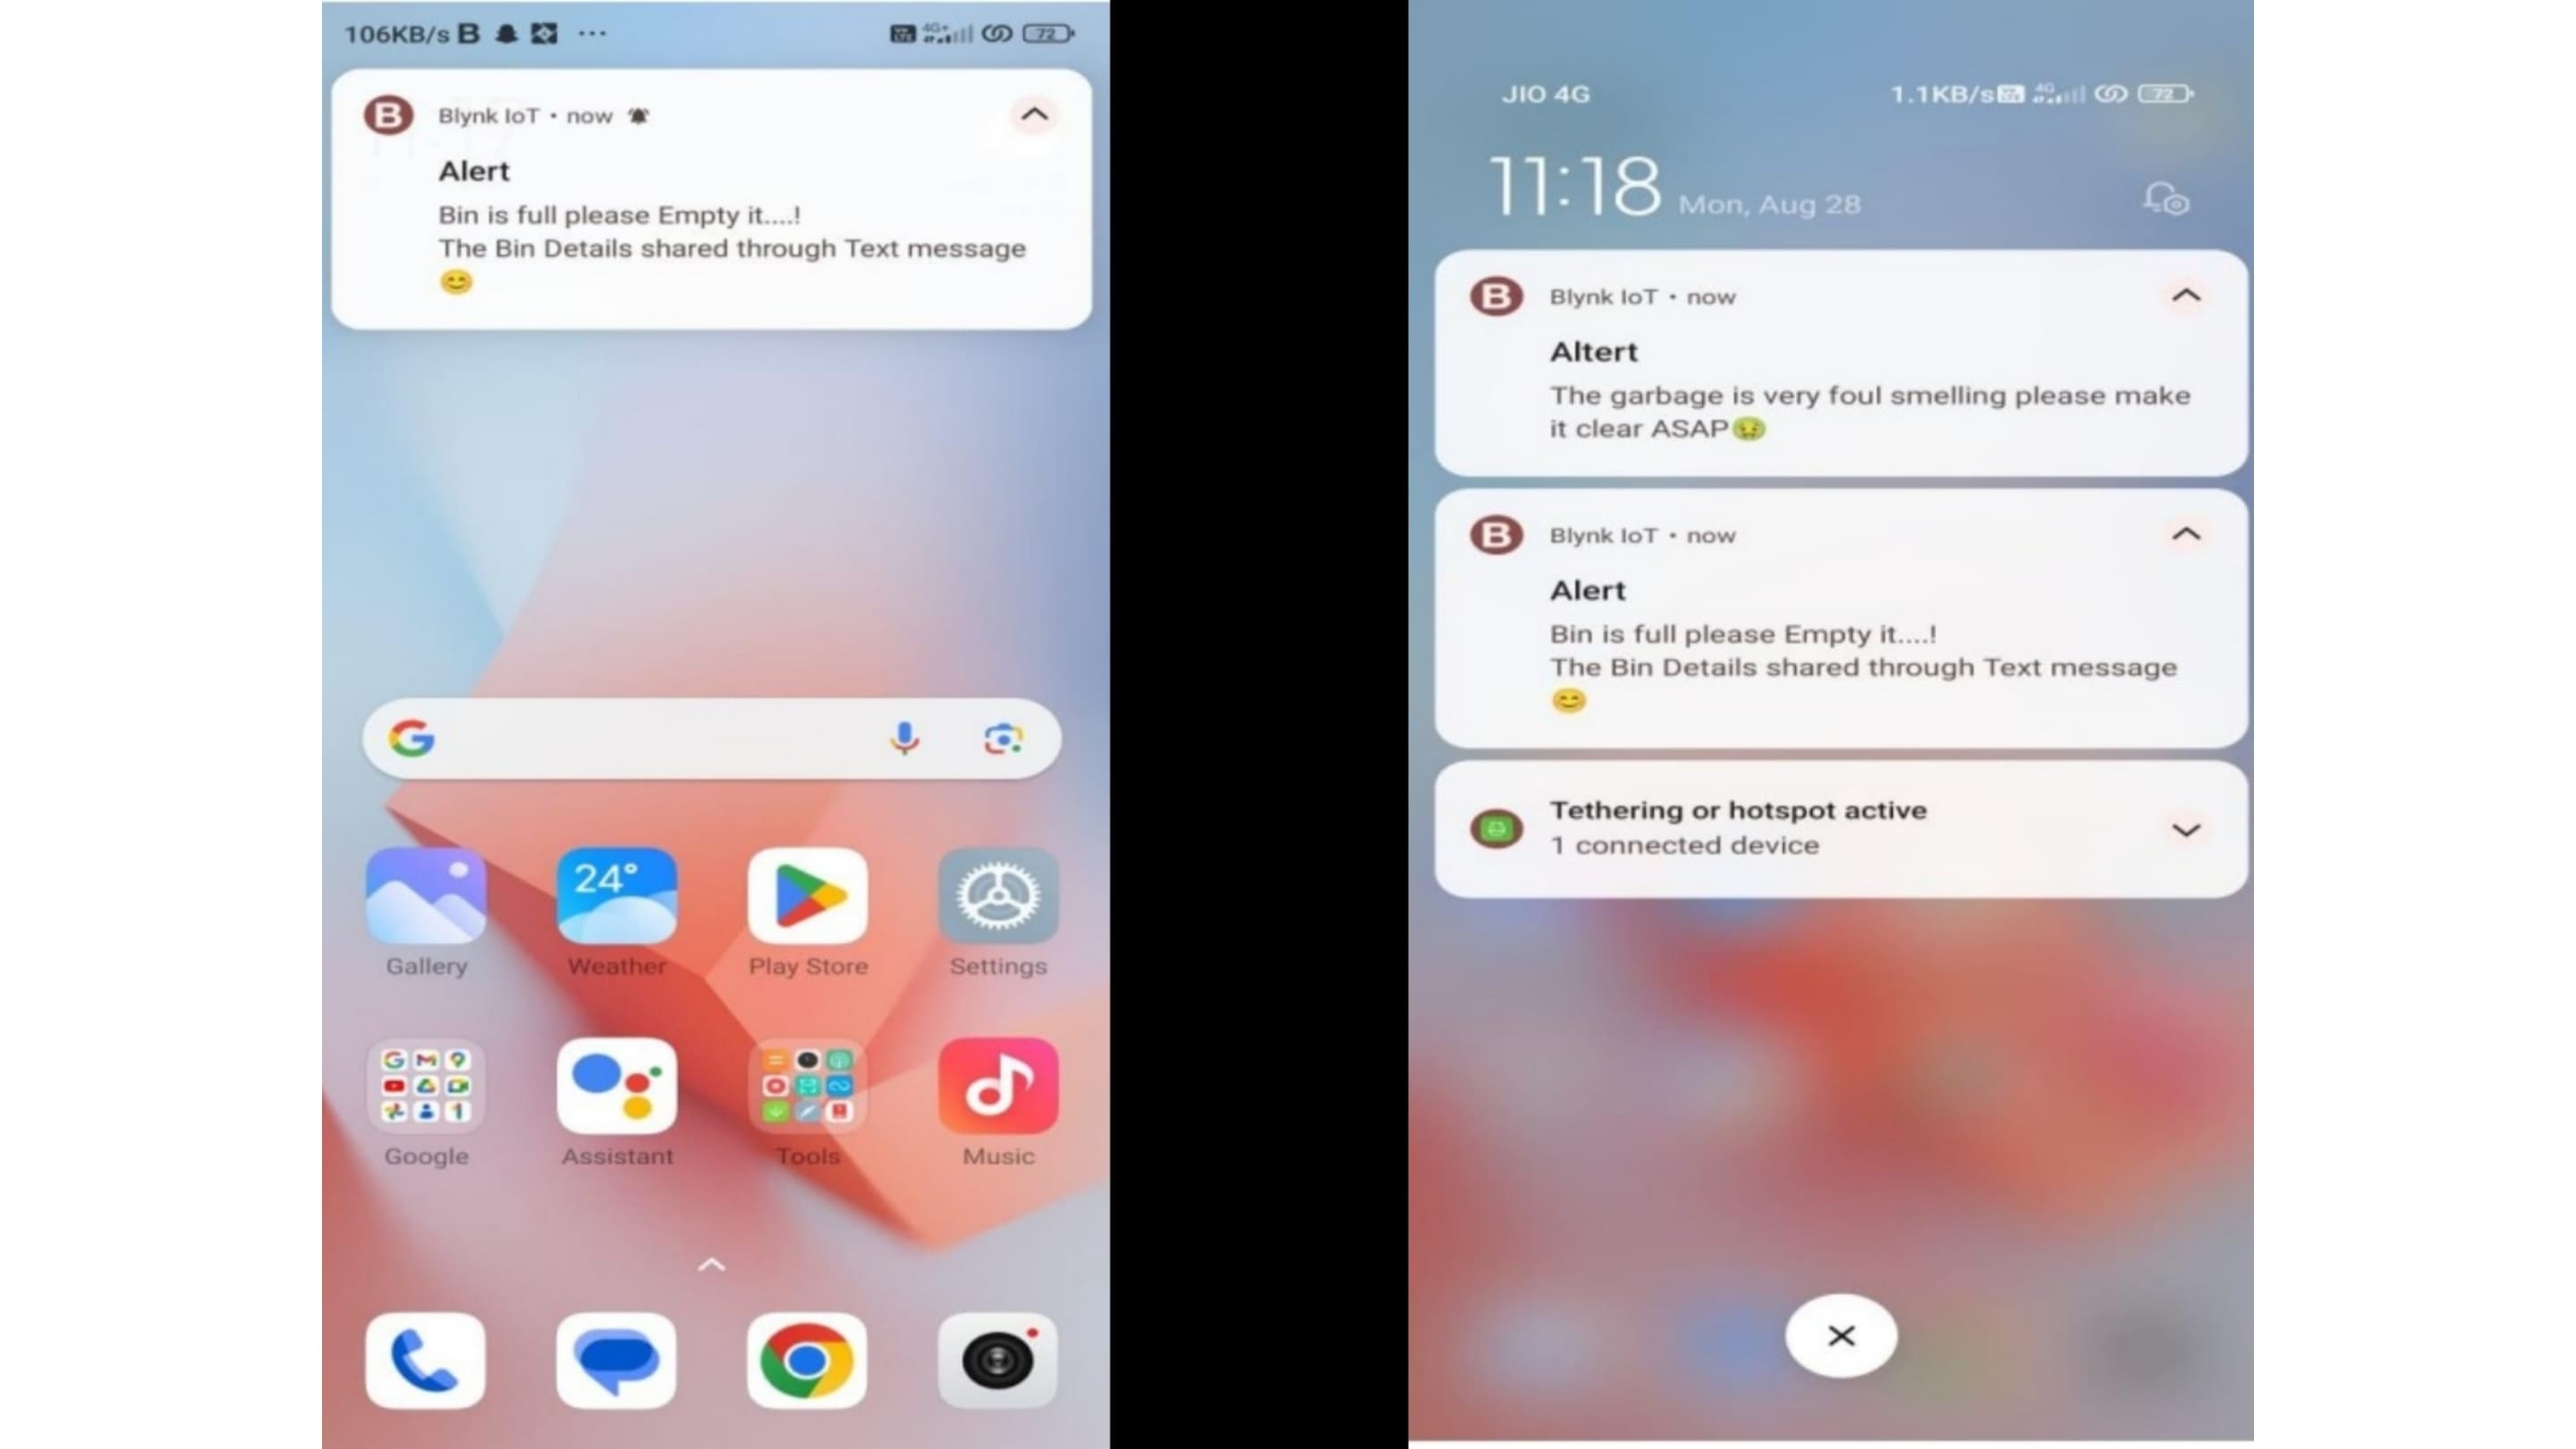 106KB/s B ...
4G+ 72
B Blynk IoT • now
Alert
Bin is full please Empty it....!
The Bin Details shared through Text message
😊
G
24°
Gallery Weather Play Store Settings
Google Assistant Tools Music
JIO 4G 1.1KB/s 4G 72
11:18 Mon, Aug 28
B Blynk IoT • now
Altert
The garbage is very foul smelling please make
it clear ASAP🤢
B Blynk IoT • now
Alert
Bin is full please Empty it....!
The Bin Details shared through Text message
😊
Tethering or hotspot active
1 connected device